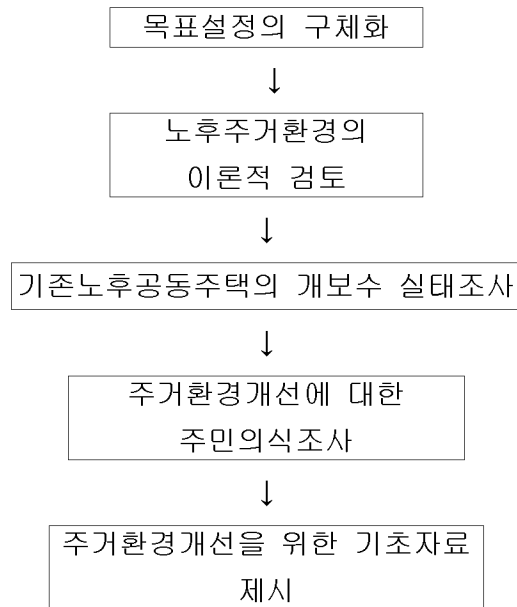 목표설정의 구체화
↓
노후주거환경의
이론적 검토
↓
기존노후공동주택의 개보수 실태조사
↓
주거환경개선에 대한
주민의식조사
↓
주거환경개선을 위한 기초자료
제시